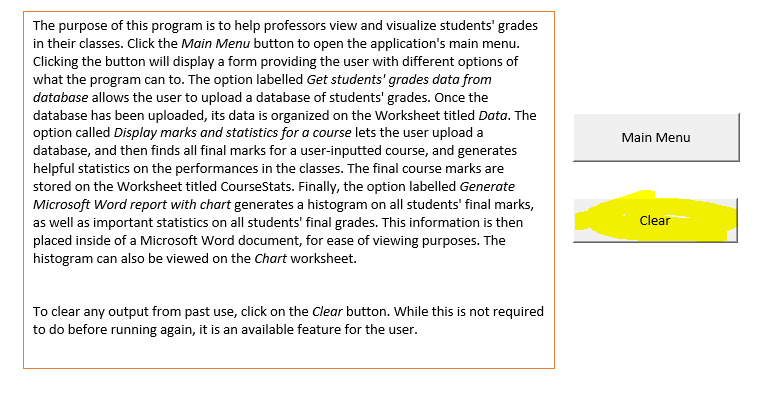 The purpose of this program is to help professors view and visualize students' grades
in their classes. Click the Main Menu button to open the application's main menu.
Clicking the button will display a form providing the user with different options of
what the program can to. The option labelled Get students' grades data from
database allows the user to upload a database of students' grades. Once the
database has been uploaded, its data is organized on the Worksheet titled Data. The
option called Display marks and statistics for a course lets the user upload a
database, and then finds all final marks for a user-inputted course, and generates
helpful statistics on the performances in the classes. The final course marks are
stored on the Worksheet titled CourseStats. Finally, the option labelled Generate
Microsoft Word report with chart generates a histogram on all students' final marks,
as well as important statistics on all students' final grades. This information is then
placed inside of a Microsoft Word document, for ease of viewing purposes. The
histogram can also be viewed on the Chart worksheet.
To clear any output from past use, click on the Clear button. While this is not required
to do before running again, it is an available feature for the user.
Main Menu
Clear